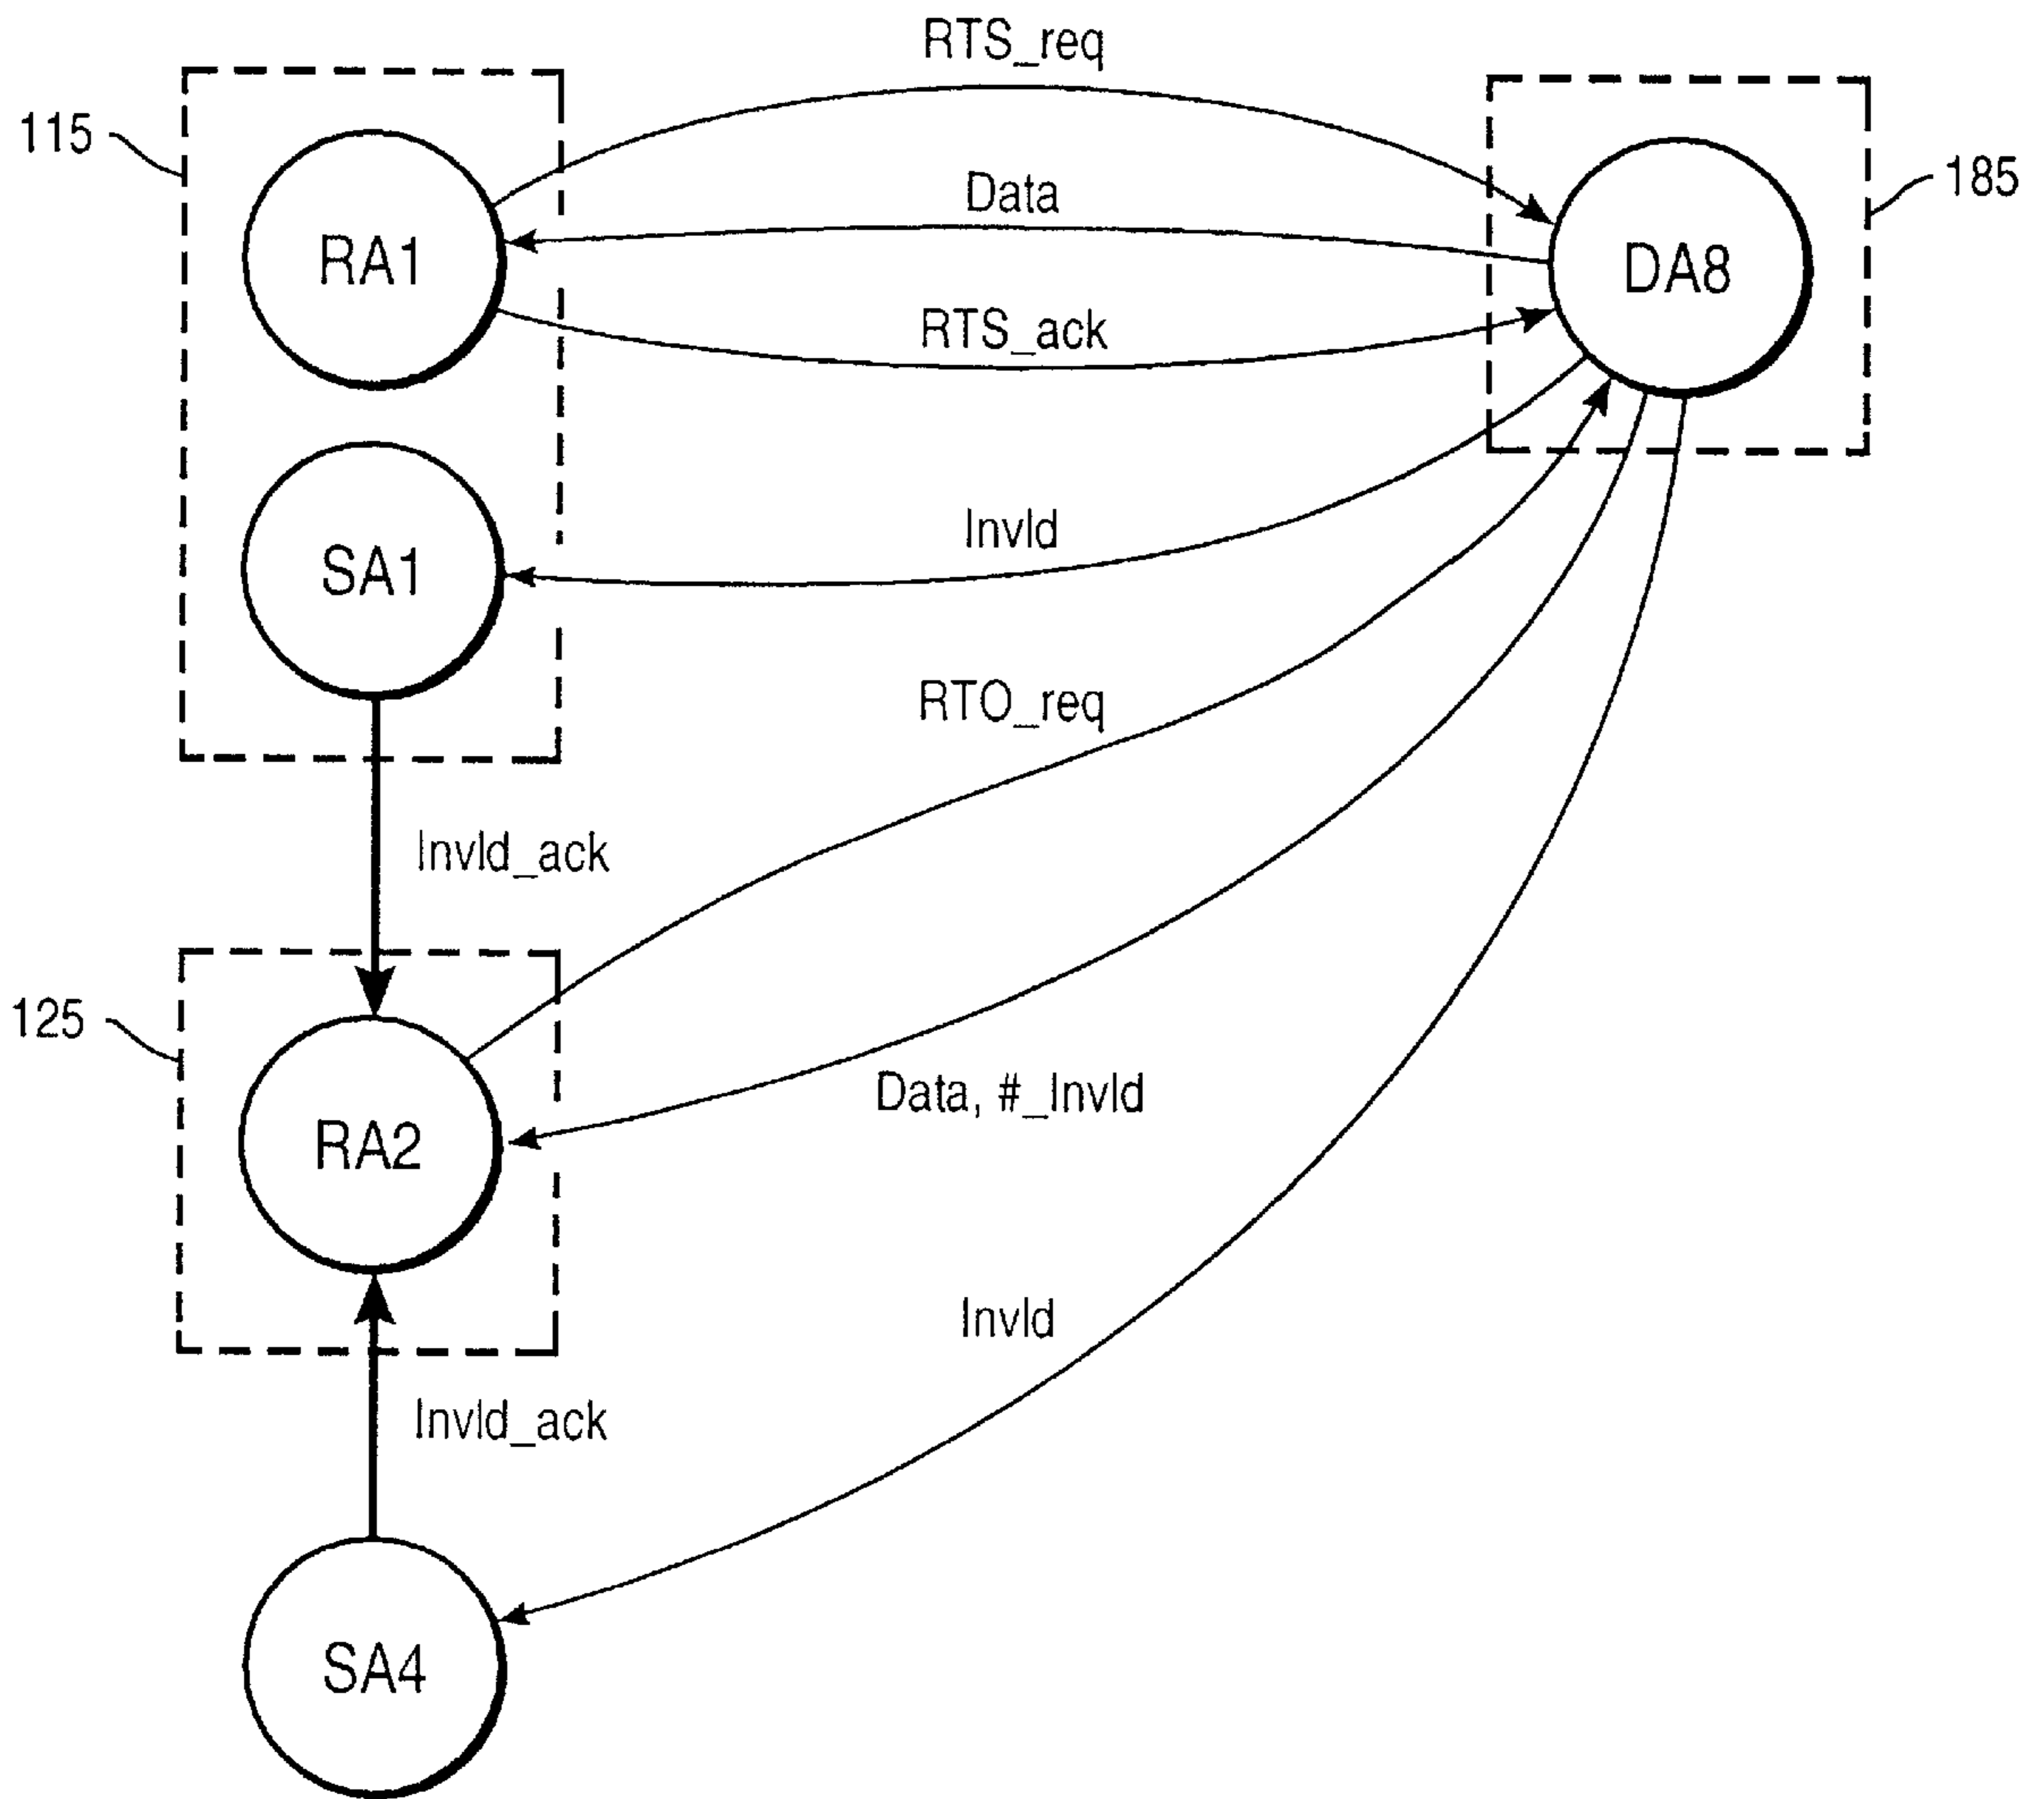 RTS_req
115
185
Data
RA1
DA8
RTS_ack
Invld
SA1
RTO_req
Invld_ack
125
Data, #_Invld
RA2
Invld
Invld_ack
SA4